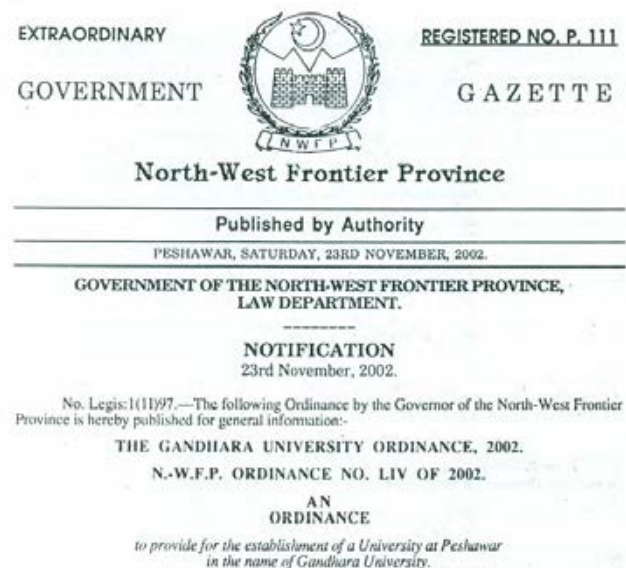 EXTRAORDINARY
REGISTERED NO. P. 111
GOVERNMENT
GAZETTE
NWFP
North-West Frontier Province
Published by Authority
PESHAWAR, SATURDAY, 23RD NOVEMBER, 2002.
GOVERNMENT OF THE NORTH-WEST FRONTIER PROVINCE,
LAW DEPARTMENT.
NOTIFICATION
23rd November, 2002.
No. Legis:1(11)97.—The following Ordinance by the Governor of the North-West Frontier
Province is hereby published for general information:-
THE GANDHARA UNIVERSITY ORDINANCE, 2002.
N.-W.F.P. ORDINANCE NO. LIV OF 2002.
AN
ORDINANCE
to provide for the establishment of a University at Peshawar
in the name of Gandhara University.